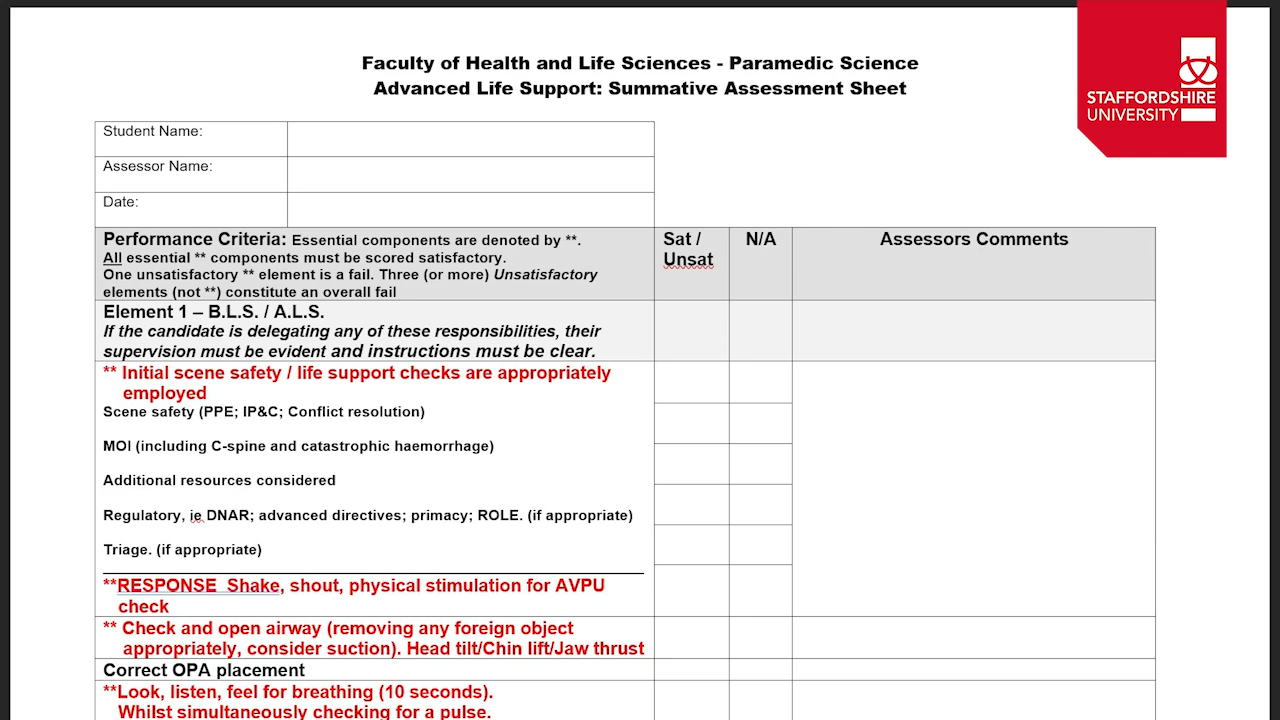 Faculty of Health and Life Sciences - Paramedic Science
Advanced Life Support: Summative Assessment Sheet
STAFFORDSHIRE
UNIVERSITY
Student Name:
Assessor Name:
Date:
Performance Criteria: Essential components are denoted by **.
All essential ** components must be scored satisfactory.
One unsatisfactory ** element is a fail. Three (or more) Unsatisfactory
elements (not **) constitute an overall fail
Sat /
Unsat
N/A
Assessors Comments
Element 1 – B.L.S. / A.L.S.
If the candidate is delegating any of these responsibilities, their
supervision must be evident and instructions must be clear.
** Initial scene safety / life support checks are appropriately
employed
Scene safety (PPE; IP&C; Conflict resolution)
MOI (including C-spine and catastrophic haemorrhage)
Additional resources considered
Regulatory, ie DNAR; advanced directives; primacy; ROLE. (if appropriate)
Triage. (if appropriate)
**RESPONSE  Shake, shout, physical stimulation for AVPU
check
** Check and open airway (removing any foreign object
appropriately, consider suction). Head tilt/Chin lift/Jaw thrust
Correct OPA placement
**Look, listen, feel for breathing (10 seconds).
Whilst simultaneously checking for a pulse.